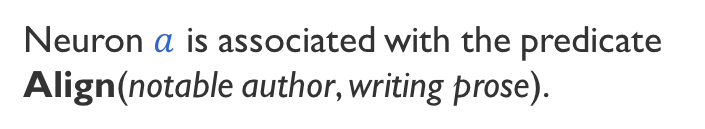 Neuron a is associated with the predicate
Align(notable author, writing prose).